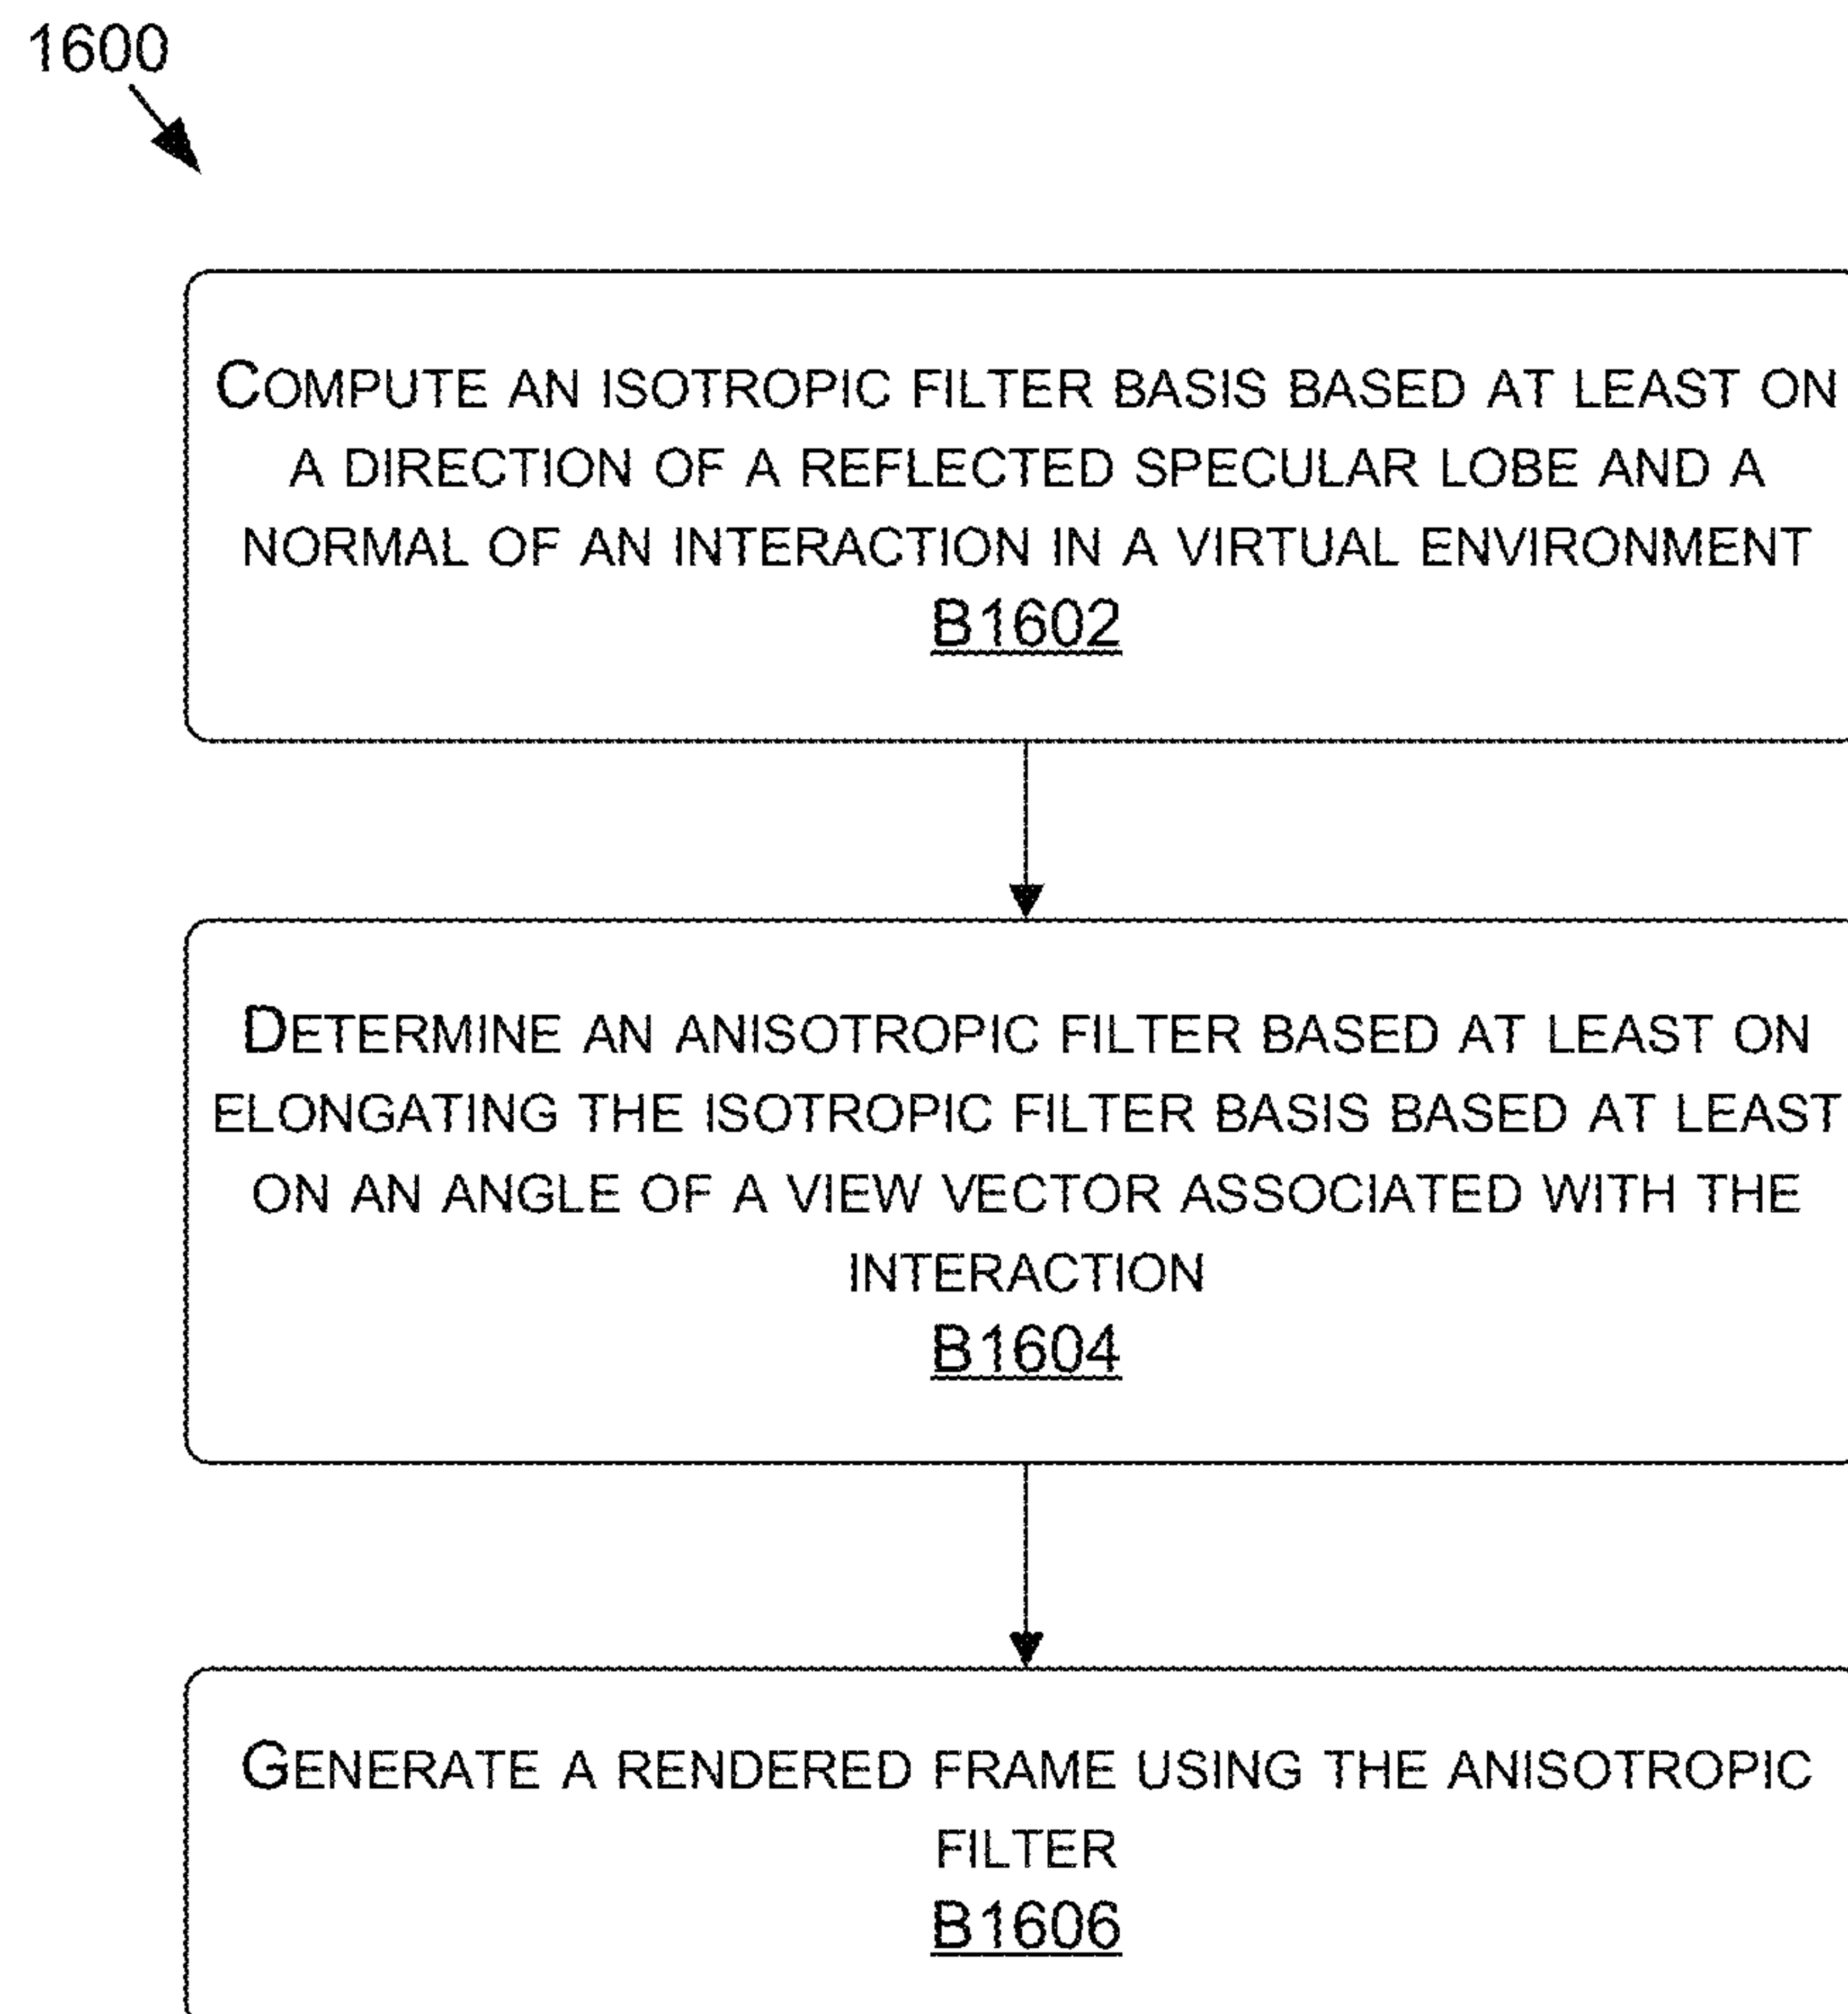 1600
COMPUTE AN ISOTROPIC FILTER BASIS BASED AT LEAST ON
A DIRECTION OF A REFLECTED SPECULAR LOBE AND A
NORMAL OF AN INTERACTION IN A VIRTUAL ENVIRONMENT
B1602
DETERMINE AN ANISOTROPIC FILTER BASED AT LEAST ON
ELONGATING THE ISOTROPIC FILTER BASIS BASED AT LEAST
ON AN ANGLE OF A VIEW VECTOR ASSOCIATED WITH THE
INTERACTION
B1604
GENERATE A RENDERED FRAME USING THE ANISOTROPIC
FILTER
B1606